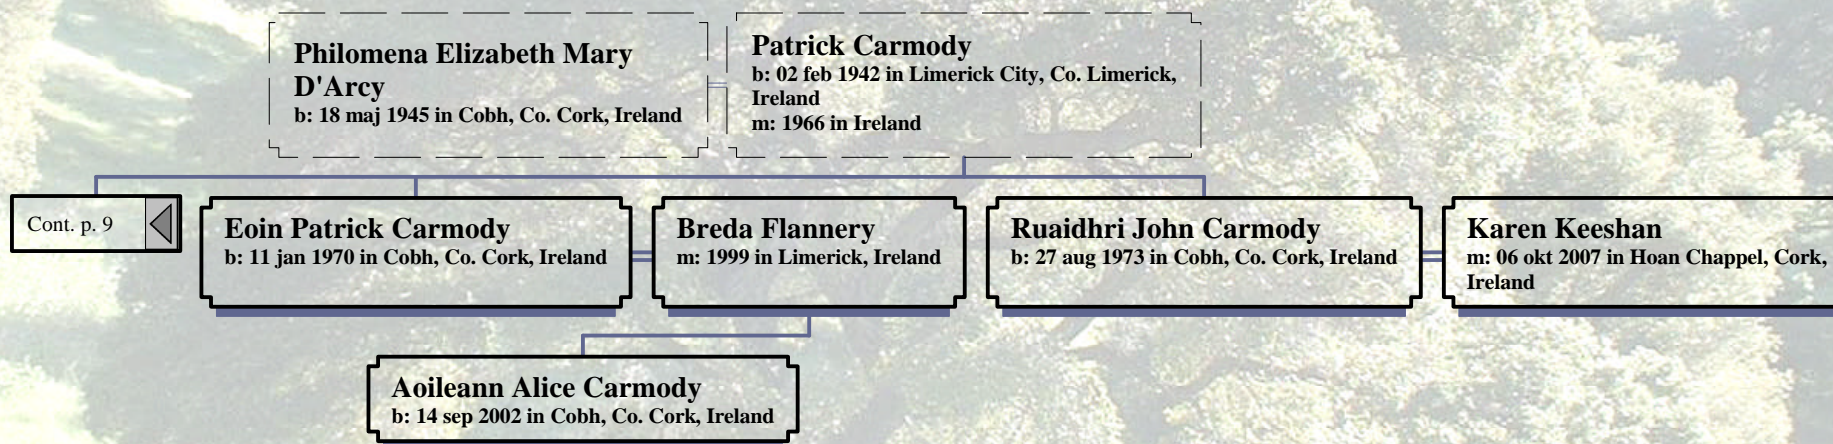 Philomena Elizabeth Mary
D'Arcy
b: 18 maj 1945 in Cobh, Co. Cork, Ireland
Patrick Carmody
b: 02 feb 1942 in Limerick City, Co. Limerick,
Ireland
m: 1966 in Ireland
Cont. p. 9
Eoin Patrick Carmody
b: 11 jan 1970 in Cobh, Co. Cork, Ireland
Breda Flannery
m: 1999 in Limerick, Ireland
Ruaidhri John Carmody
b: 27 aug 1973 in Cobh, Co. Cork, Ireland
Karen Keeshan
m: 06 okt 2007 in Hoan Chappel, Cork,
Ireland
Aoileann Alice Carmody
b: 14 sep 2002 in Cobh, Co. Cork, Ireland